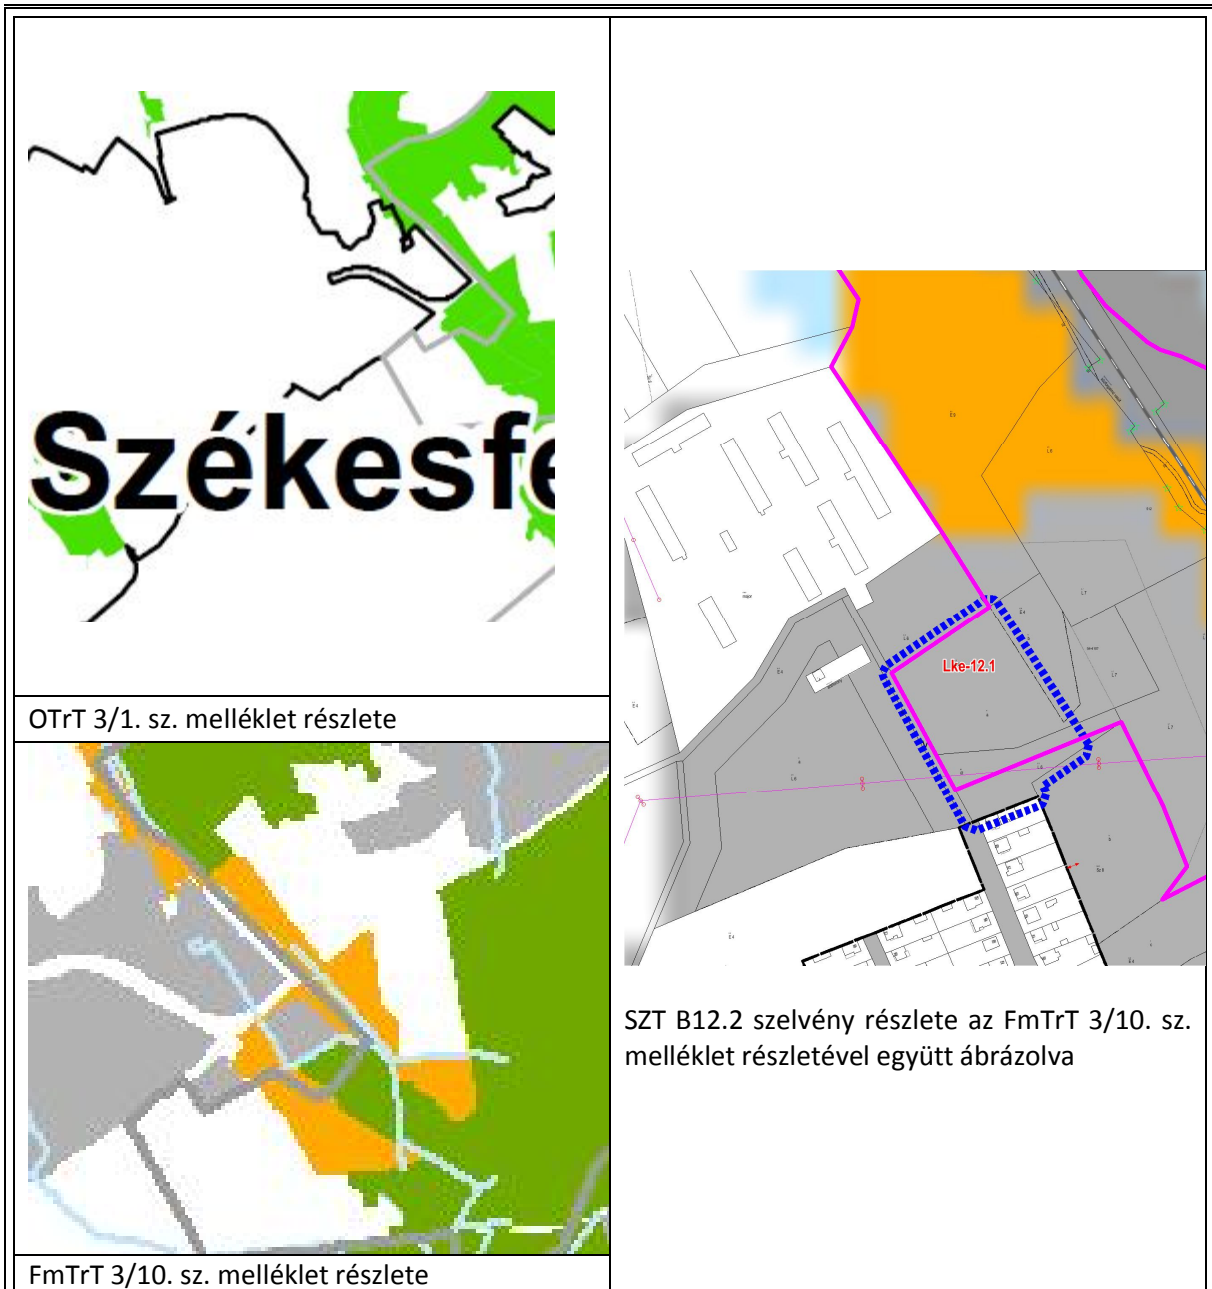 Székesfe
OTrT 3/1. sz. melléklet részlete
FmTrT 3/10. sz. melléklet részlete
major
Lke-12.1
SZT B12.2 szelvény részlete az FmTrT 3/10. sz.
melléklet részletével együtt ábrázolva